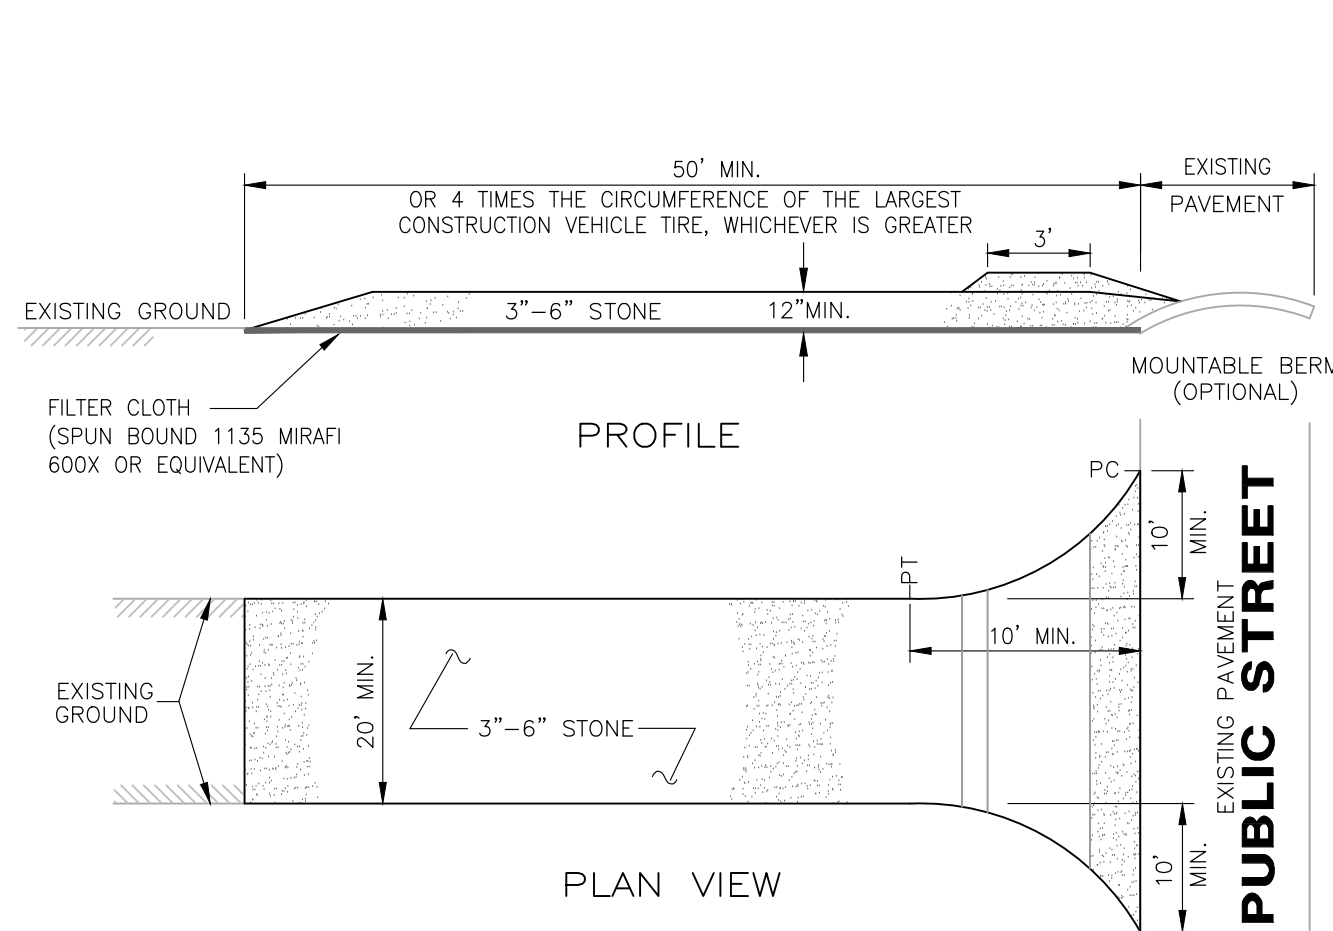 50' MIN.
OR 4 TIMES THE CIRCUMFERENCE OF THE LARGEST
CONSTRUCTION VEHICLE TIRE, WHICHEVER IS GREATER
EXISTING
PAVEMENT
3'
EXISTING GROUND
3"–6" STONE
12"MIN.
MOUNTABLE BERM
(OPTIONAL)
FILTER CLOTH
(SPUN BOUND 1135 MIRAFI
600X OR EQUIVALENT)
PROFILE
PC
10'
MIN.
PT
10' MIN.
EXISTING
GROUND
20' MIN.
3"–6" STONE
EXISTING PAVEMENT
PUBLIC STREET
10'
MIN.
PLAN VIEW